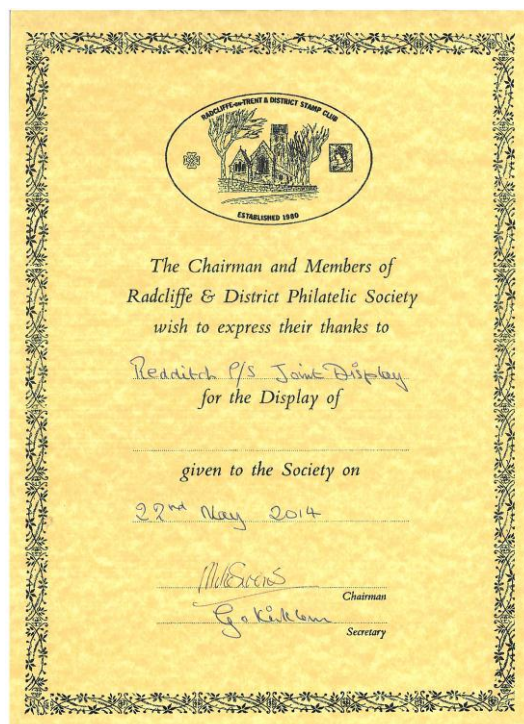 RADCLIFFE-on-TRENT & DISTRICT STAMP CLUB
ESTABLISHED 1980
The Chairman and Members of
Radcliffe & District Philatelic Society
wish to express their thanks to
Redditch P/S Joint Display
for the Display of
given to the Society on
22nd May 2014
Chairman
Secretary